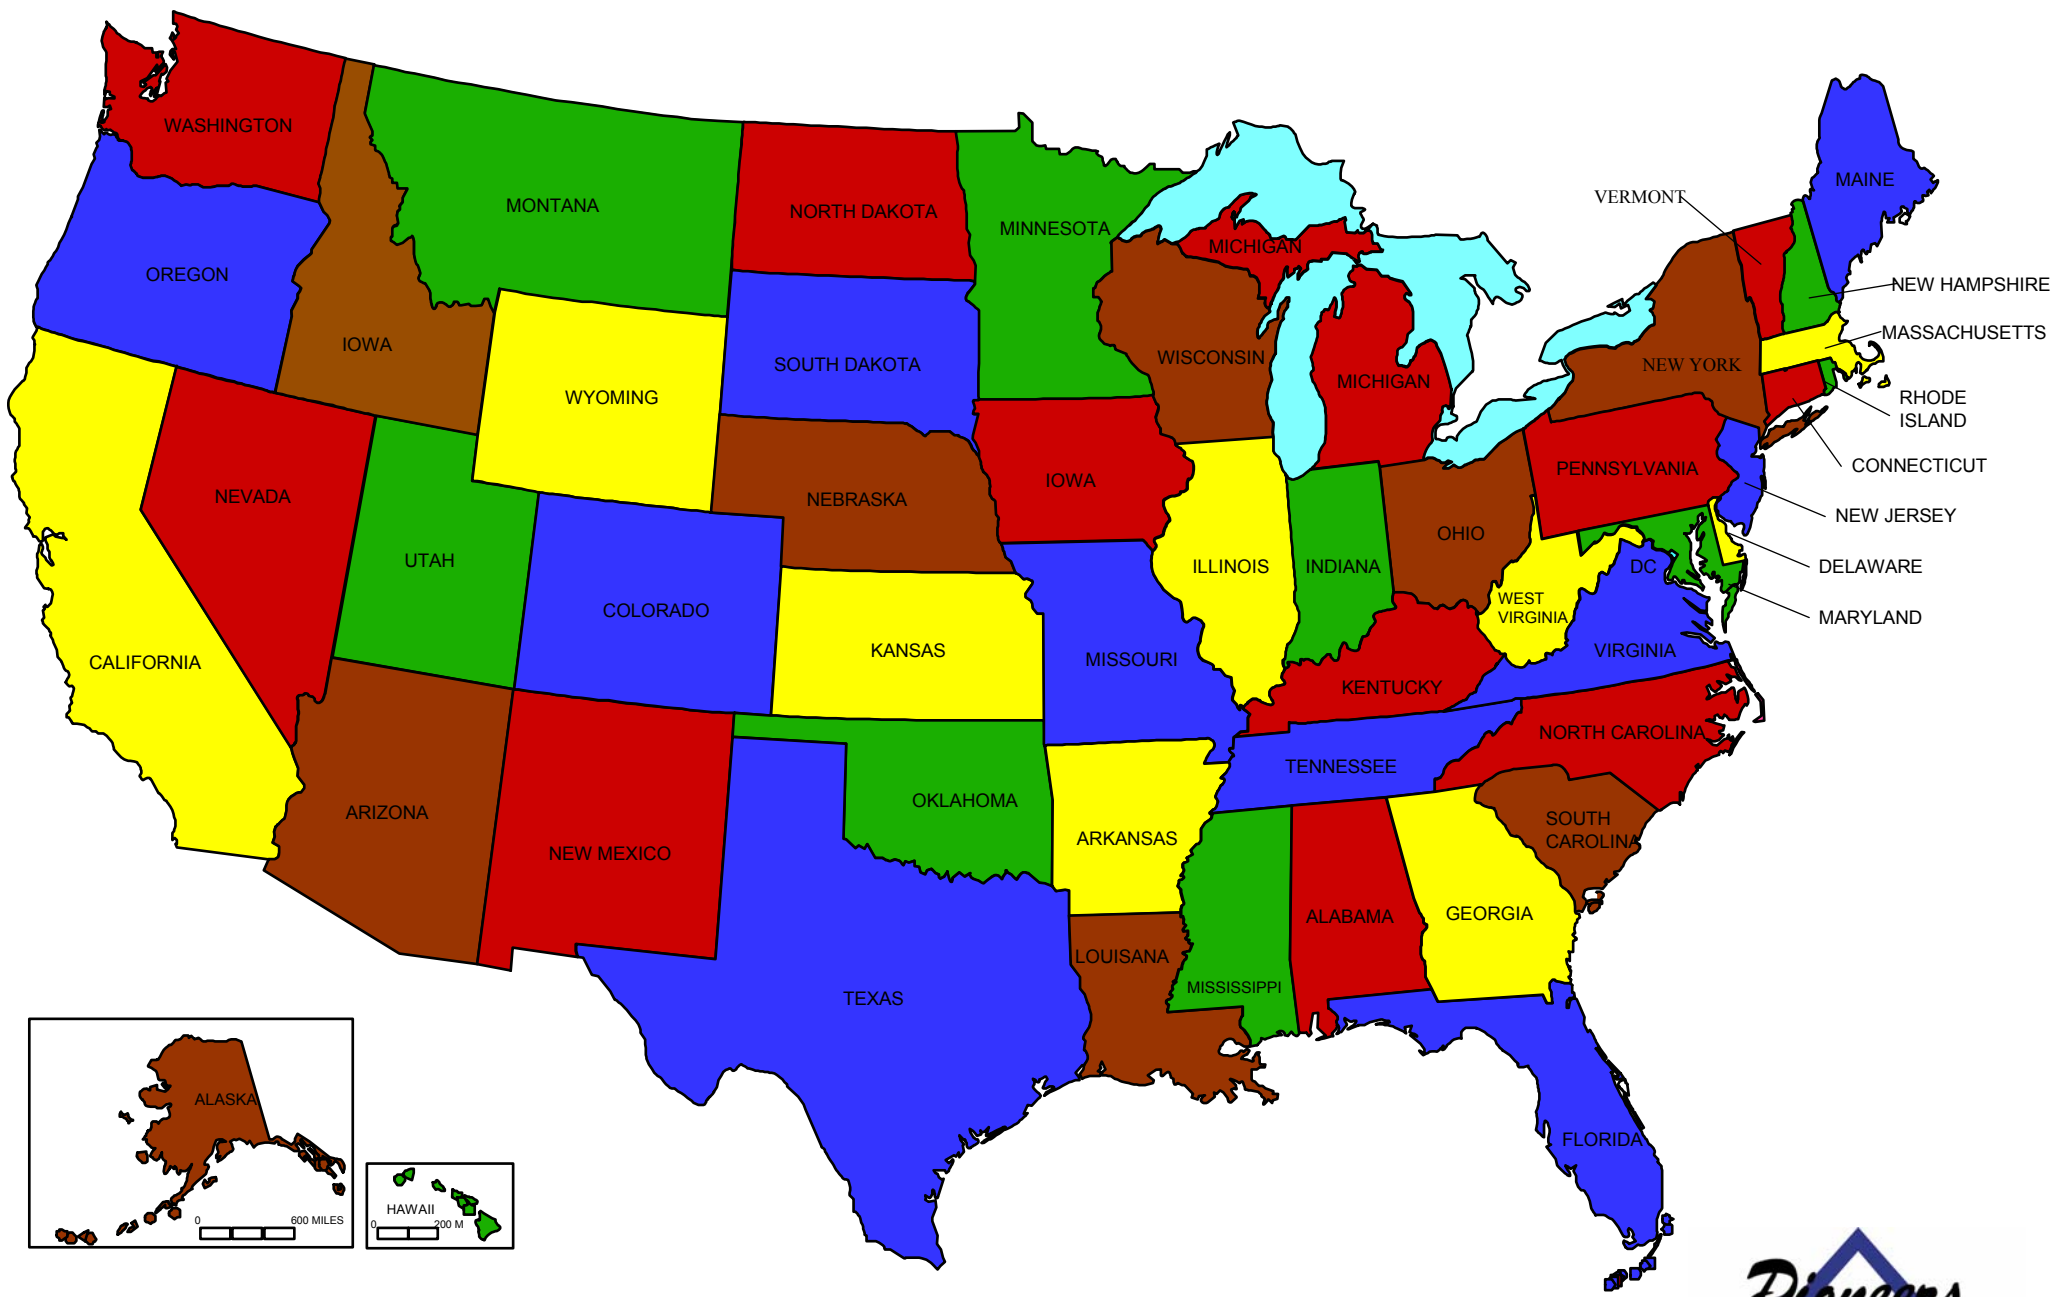 WASHINGTON
MONTANA
NORTH DAKOTA
MINNESOTA
MICHIGAN
VERMONT
MAINE
OREGON
IOWA
WYOMING
SOUTH DAKOTA
WISCONSIN
MICHIGAN
NEW YORK
NEW HAMPSHIRE
MASSACHUSETTS
RHODE
ISLAND
CONNECTICUT
NEVADA
UTAH
NEBRASKA
IOWA
ILLINOIS
INDIANA
OHIO
PENNSYLVANIA
NEW JERSEY
DELAWARE
MARYLAND
DC
WEST
VIRGINIA
VIRGINIA
CALIFORNIA
COLORADO
KANSAS
MISSOURI
KENTUCKY
NORTH CAROLINA
TENNESSEE
ARIZONA
NEW MEXICO
OKLAHOMA
ARKANSAS
SOUTH
CAROLINA
TEXAS
LOUISANA
MISSISSIPPI
ALABAMA
GEORGIA
FLORIDA
ALASKA
0
600 MILES
HAWAII
0
200 M
Pioneers